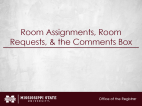 Room Assignments, Room
Requests, & the Comments Box
MISSISSIPPI STATE
UNIVERSITY
Office of the Registrar